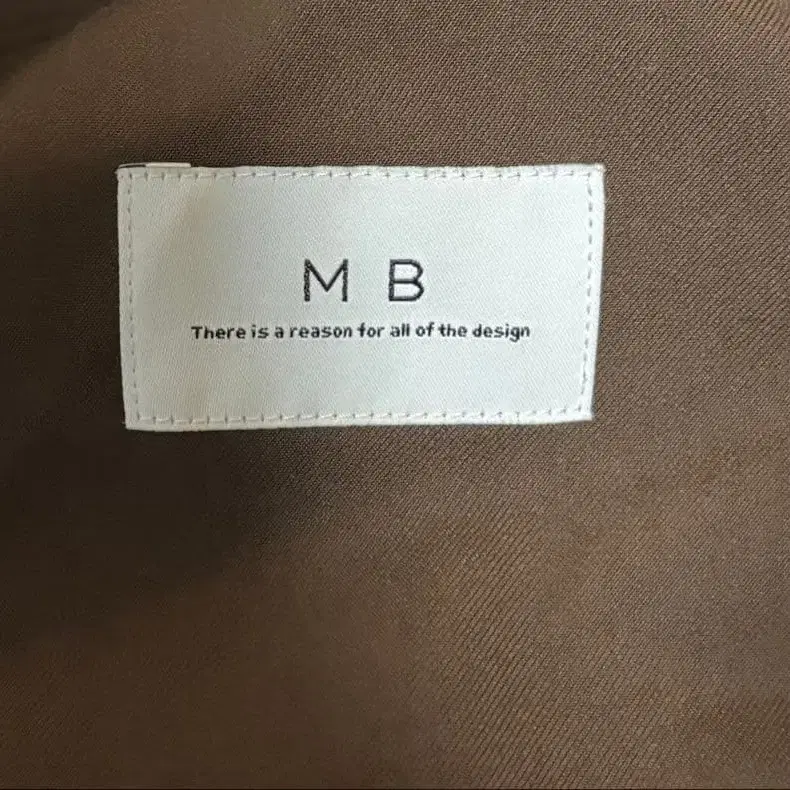 M B
There is a reason for all of the design